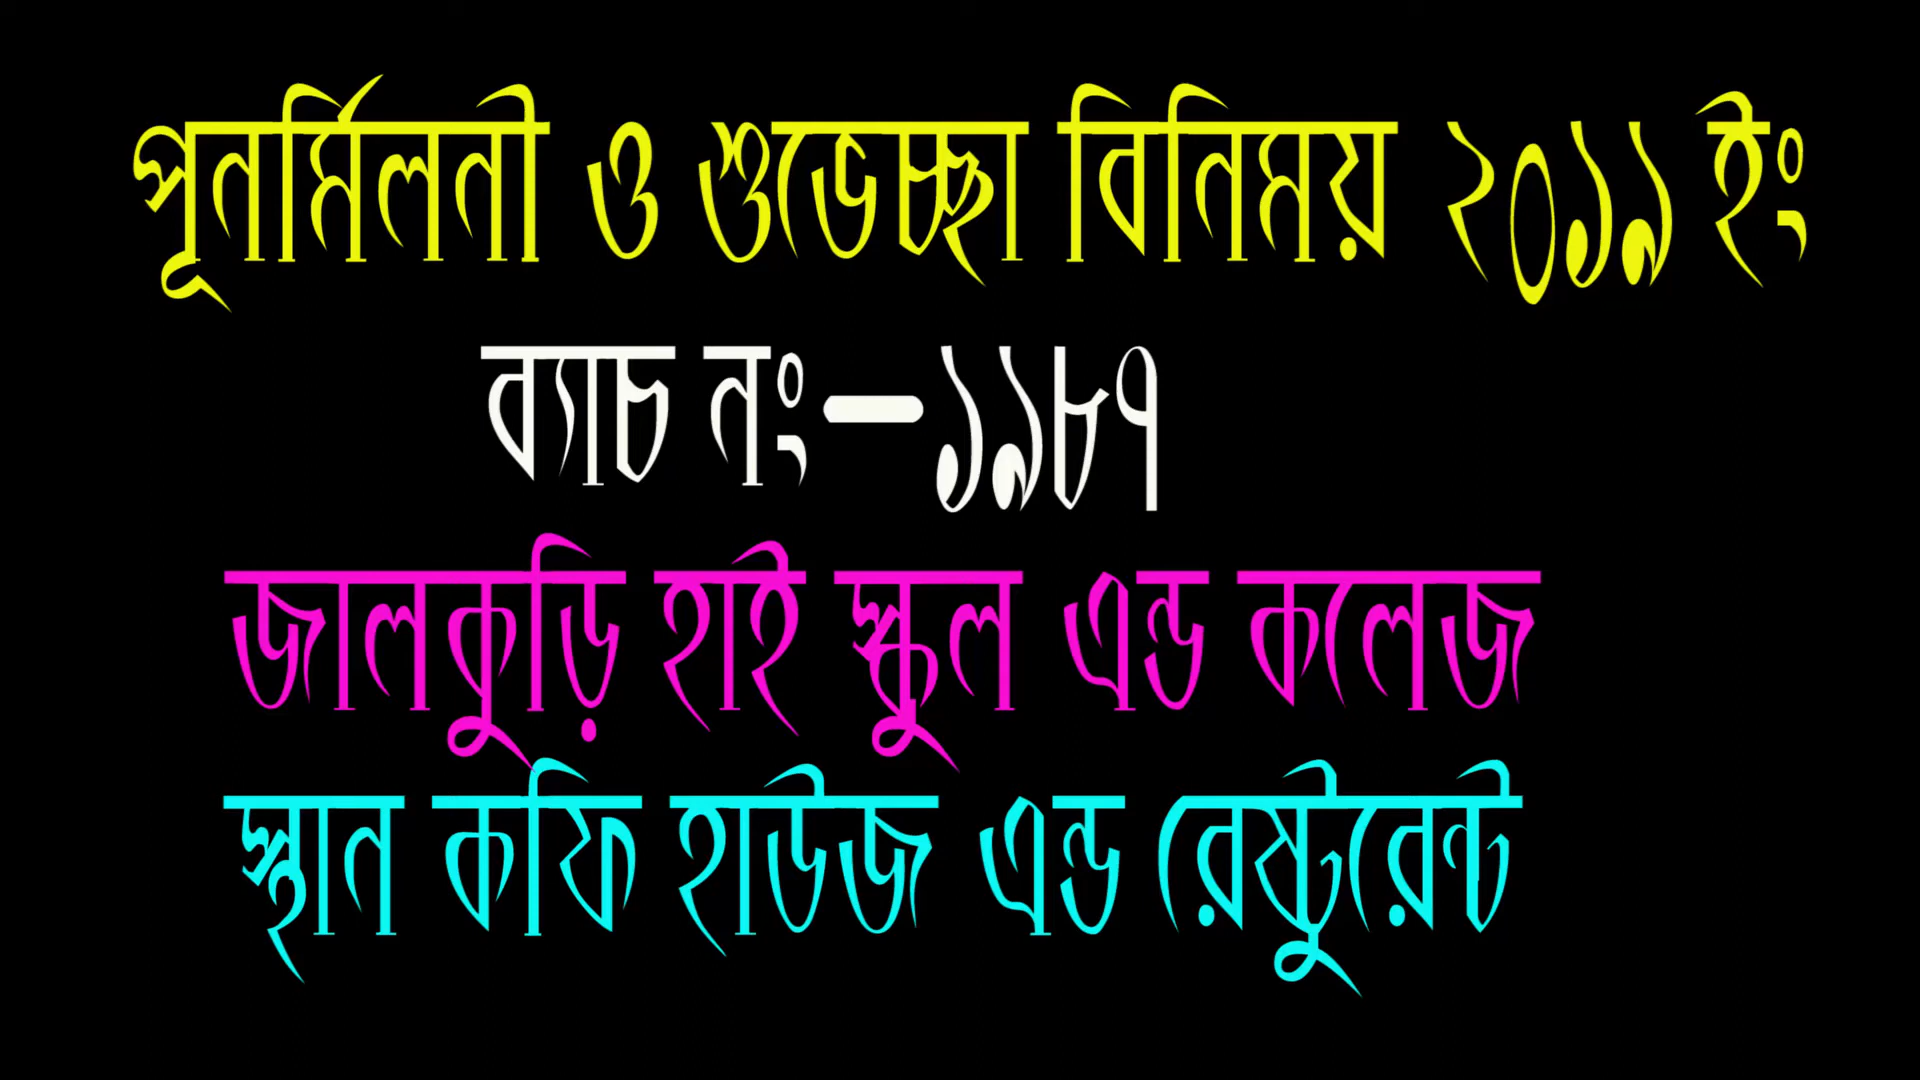 পূনর্মিলনী ও শুভেচ্ছা বিনিময় ২০১৯ ইং
ব্যাচ নং-১৯৮৭
জালকুড়ি হাই স্কুল এন্ড কলেজ
স্থান কফি হাউজ এন্ড রেষ্টুরেন্ট